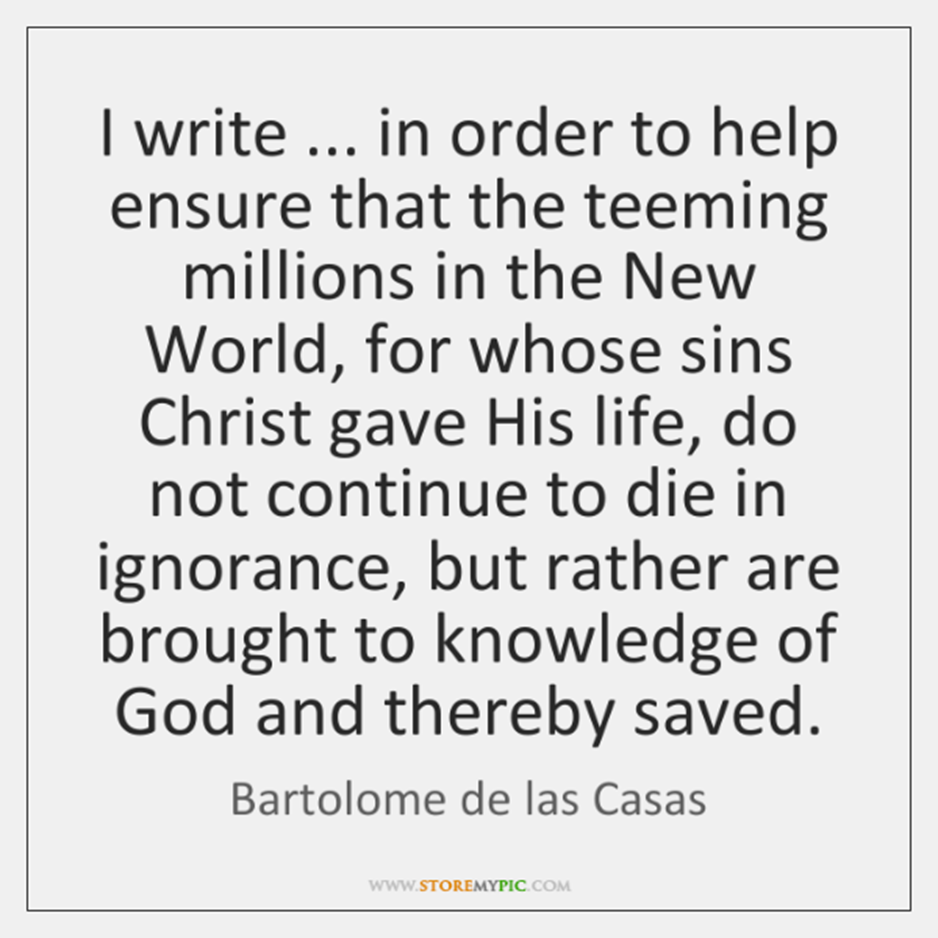 I write ... in order to help
ensure that the teeming
millions in the New
World, for whose sins
Christ gave His life, do
not continue to die in
ignorance, but rather are
brought to knowledge of
God and thereby saved.
Bartolome de las Casas
WWW.STOREMYPIC.COM